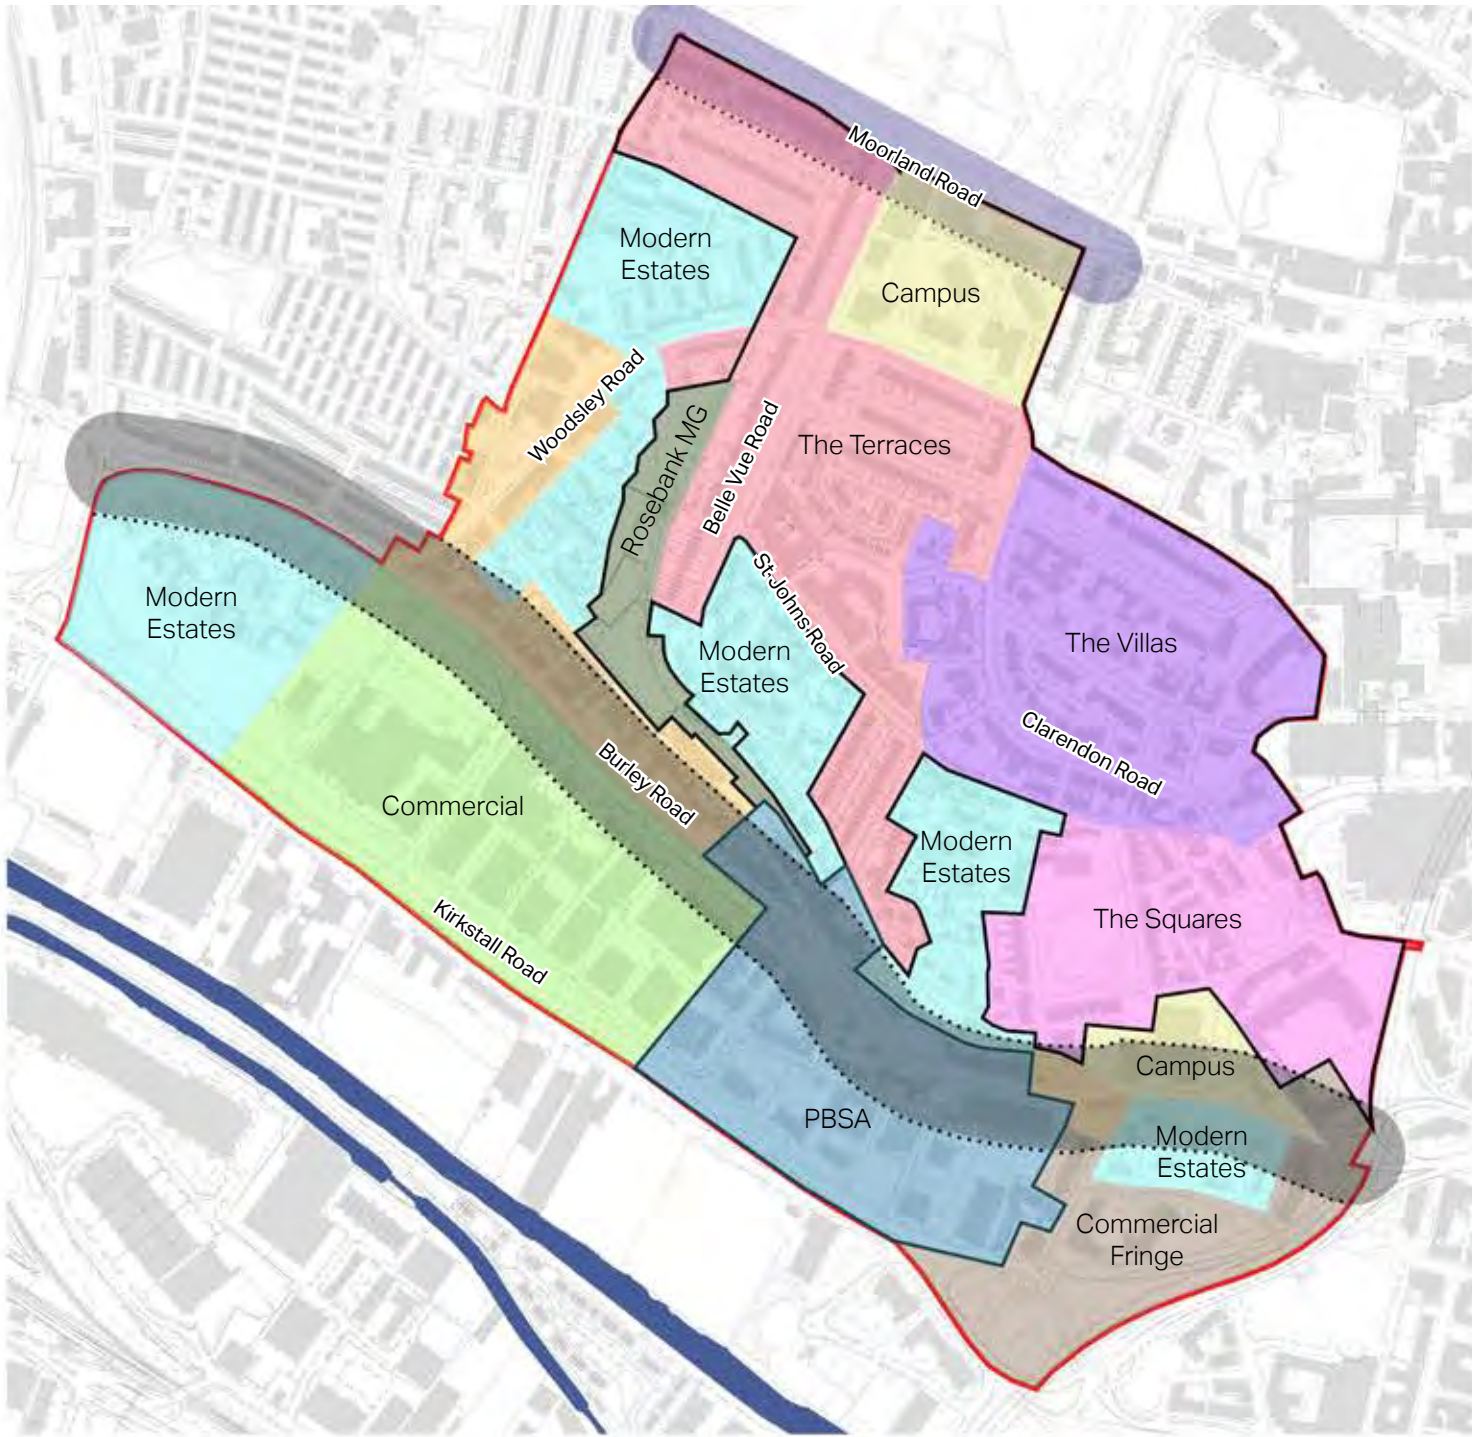 Moorland Road
Modern
Estates
Campus
Woodsley Road
Rosebank MG
Belle Vue Road
The Terraces
St. Johns Road
Modern
Estates
Modern
Estates
The Villas
Clarendon Road
Burley Road
Commercial
Modern
Estates
Kirkstall Road
The Squares
Campus
PBSA
Modern
Estates
Commercial
Fringe